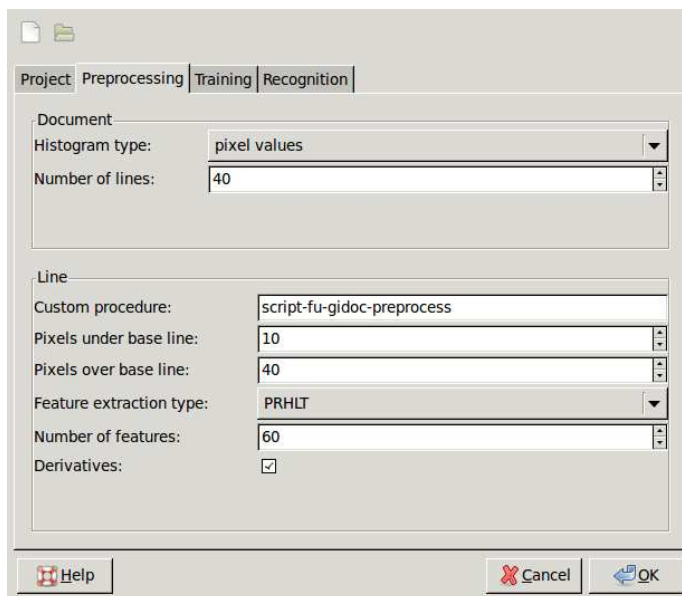 Project Preprocessing Training Recognition
Document
Histogram type: pixel values
Number of lines: 40
Line
Custom procedure: script-fu-gidoc-preprocess
Pixels under base line: 10
Pixels over base line: 40
Feature extraction type: PRHLT
Number of features: 60
Derivatives:
Help Cancel OK